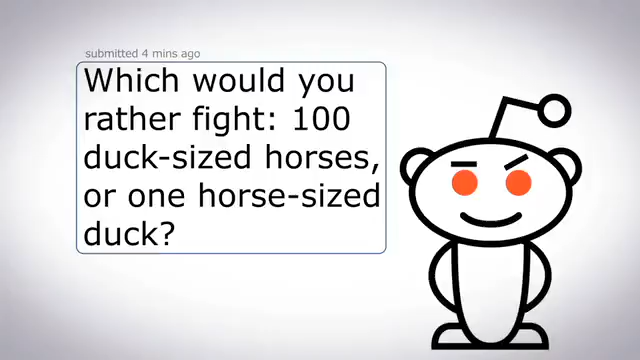 submitted 4 mins ago
Which would you
rather fight: 100
duck-sized horses,
or one horse-sized
duck?